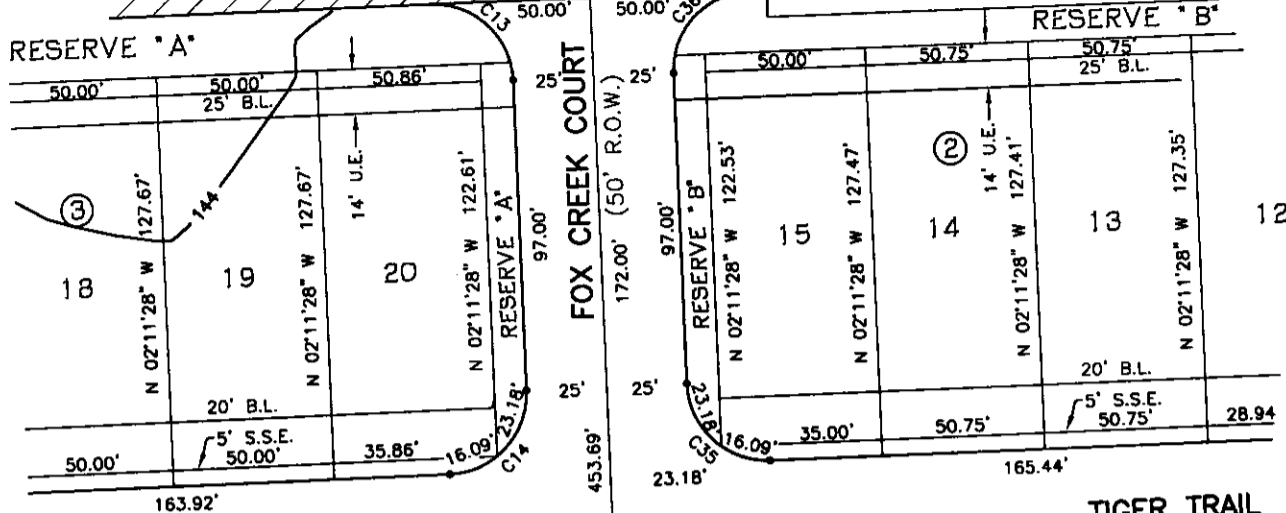 C13
50.00'
50.00'
RESERVE "A"
RESERVE "B"
50.00'
50.00'
50.86'
25'
25'
50.00'
50.75'
50.75'
25' B.L.
25' B.L.
FOX CREEK COURT
(50' R.O.W.)
3
144
14' U.E.
2
14' U.E.
N 02°11'28" W 127.67'
N 02°11'28" W 127.67'
N 02°11'28" W 122.61'
RESERVE "A"
97.00'
172.00'
97.00'
RESERVE "B"
N 02°11'28" W 122.53'
N 02°11'28" W 127.47'
N 02°11'28" W 127.41'
N 02°11'28" W 127.35'
18
19
20
15
14
13
12
20' B.L.
25'
25'
20' B.L.
5' S.S.E.
23.18'
23.18'
5' S.S.E.
50.00'
50.00'
35.86'
16.09'
C14
453.69'
C35
16.09'
35.00'
50.75'
50.75'
28.94
163.92'
23.18'
165.44'
TIGER TRAIL